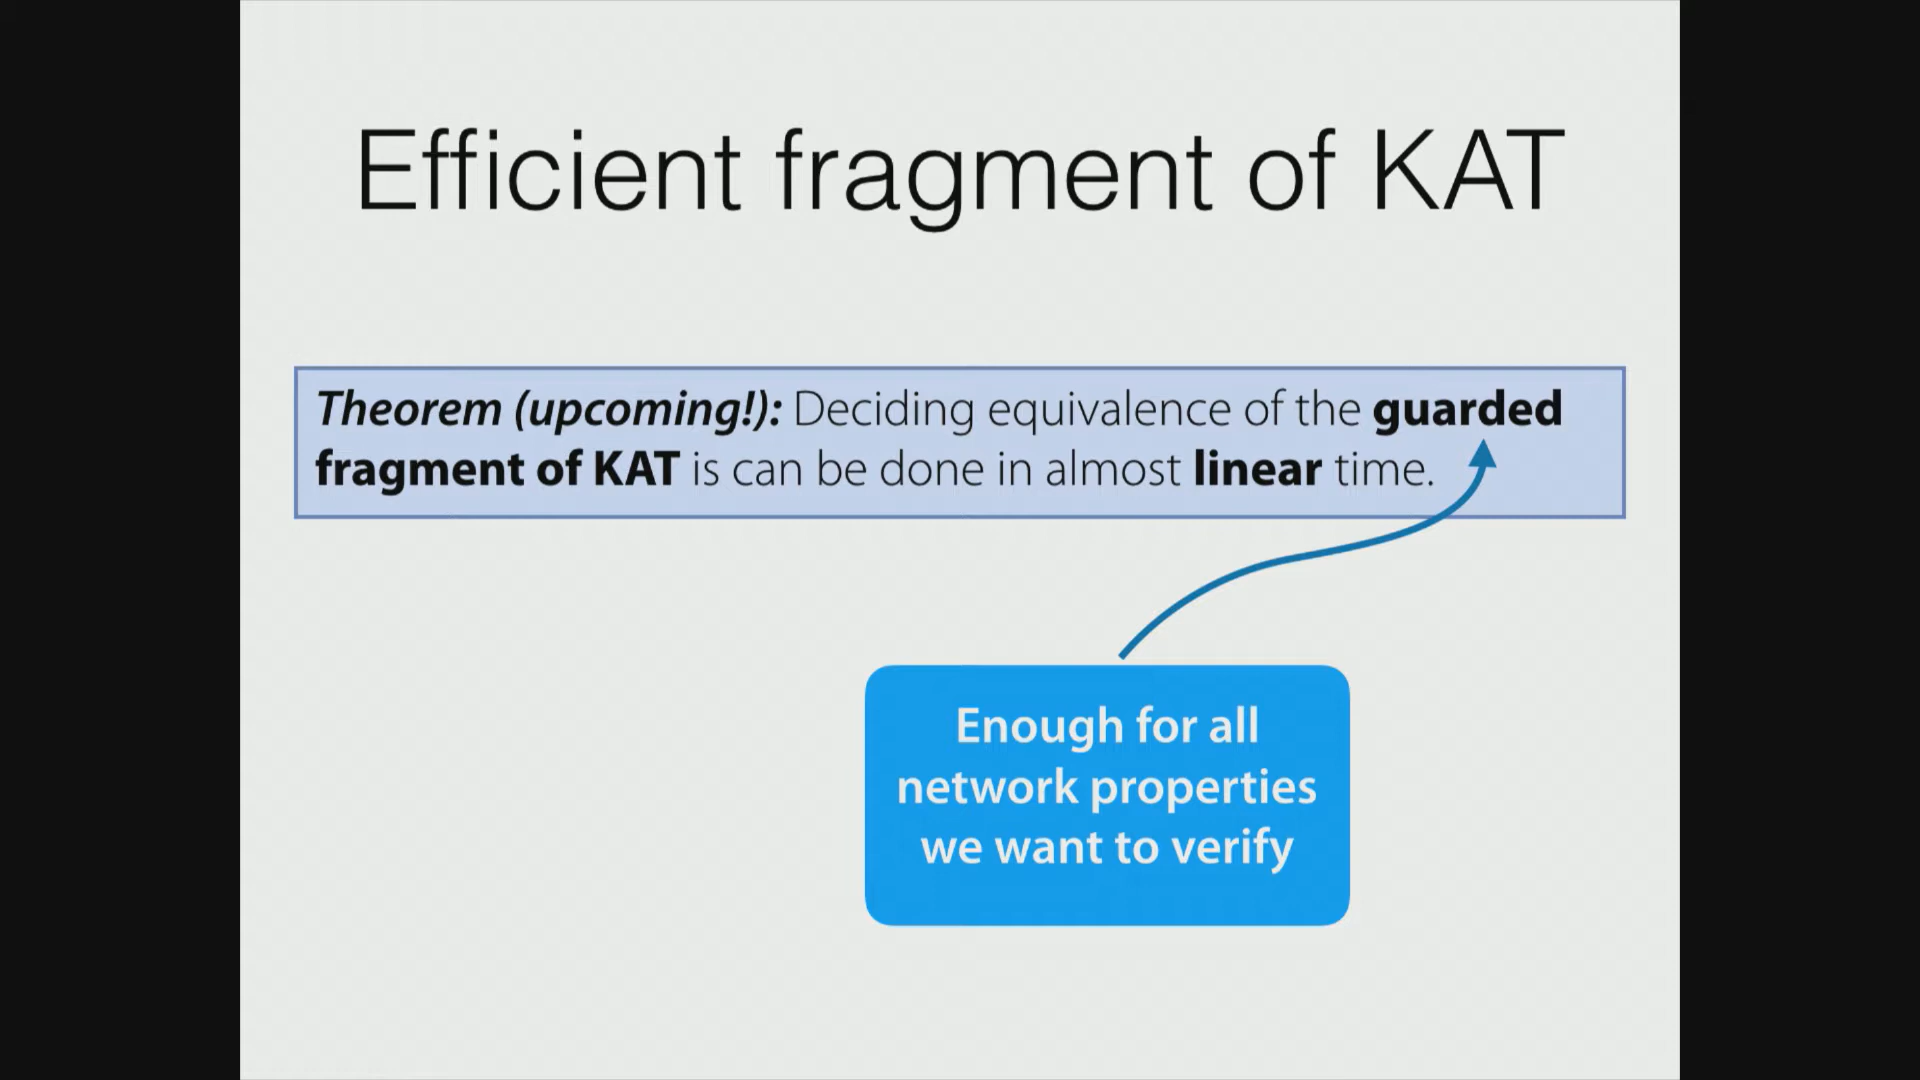 Efficient fragment of KAT
Theorem (upcoming!): Deciding equivalence of the guarded
fragment of KAT is can be done in almost linear time.
Enough for all
network properties
we want to verify